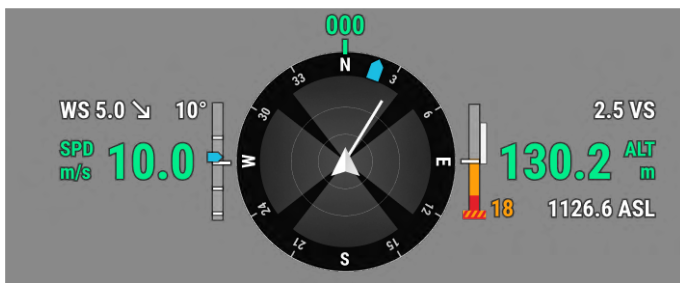 000
N
33
3
30
6
W
E
24
12
21
15
S
WS 5.0 ↘ 10°
SPD
m/s
10.0
2.5 VS
130.2
ALT
m
18
1126.6 ASL